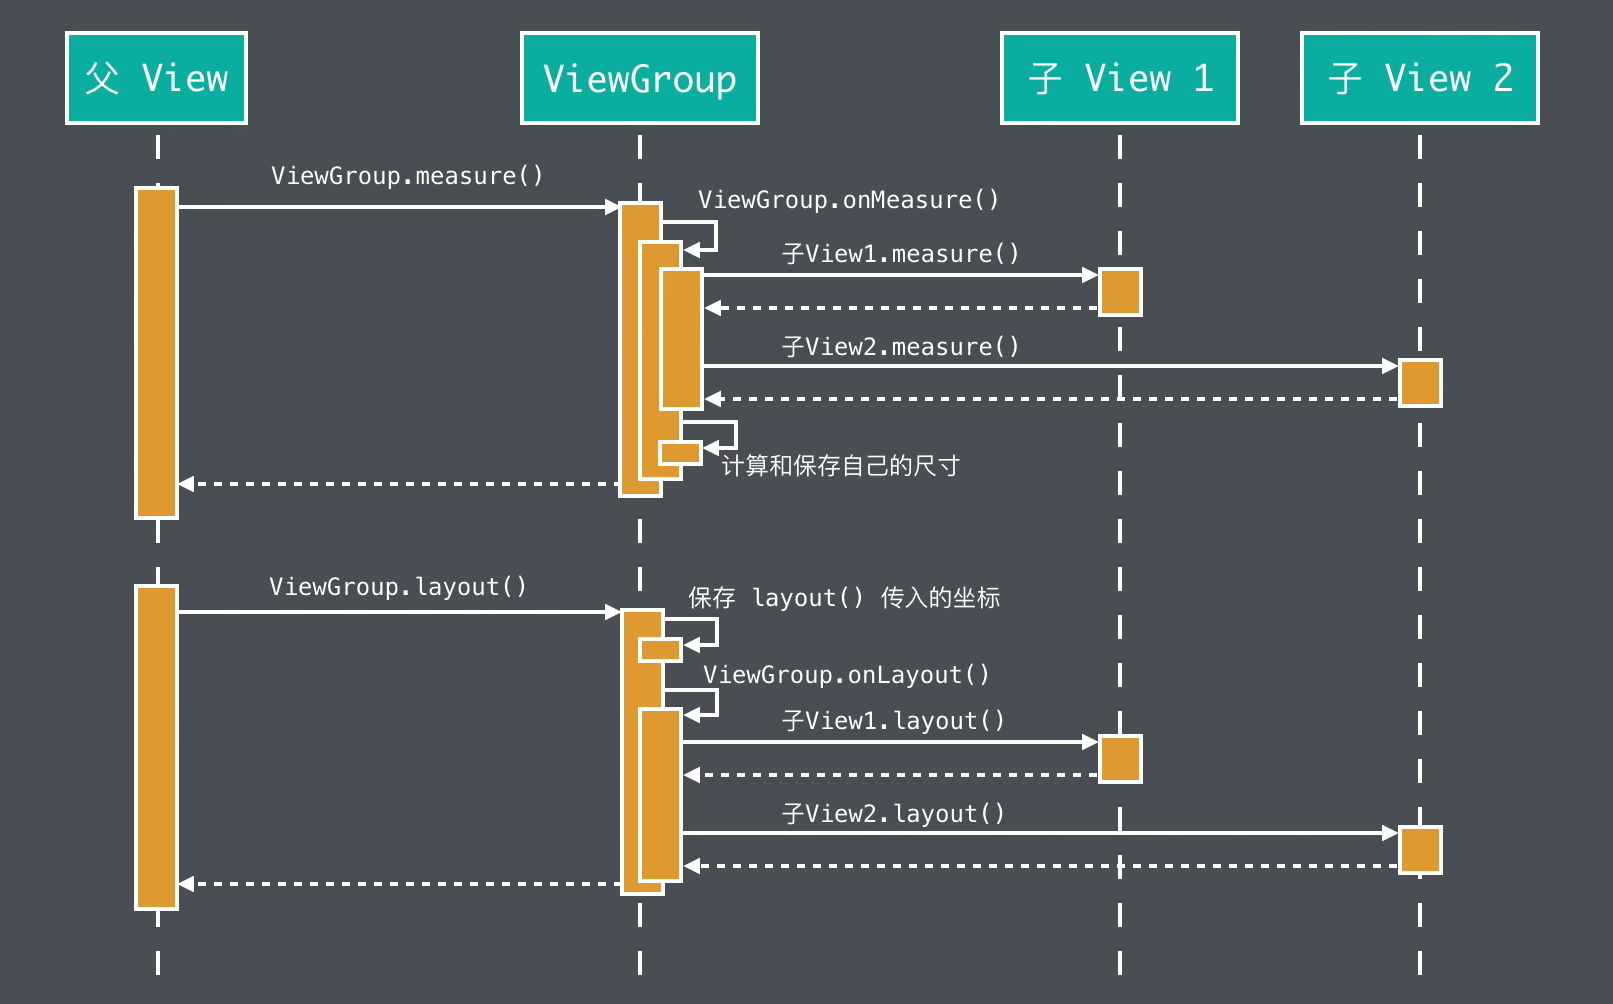 父 View
ViewGroup
子 View 1
子 View 2
ViewGroup.measure()
ViewGroup.onMeasure()
子View1.measure()
子View2.measure()
计算和保存自己的尺寸
ViewGroup.layout()
保存 layout() 传入的坐标
ViewGroup.onLayout()
子View1.layout()
子View2.layout()